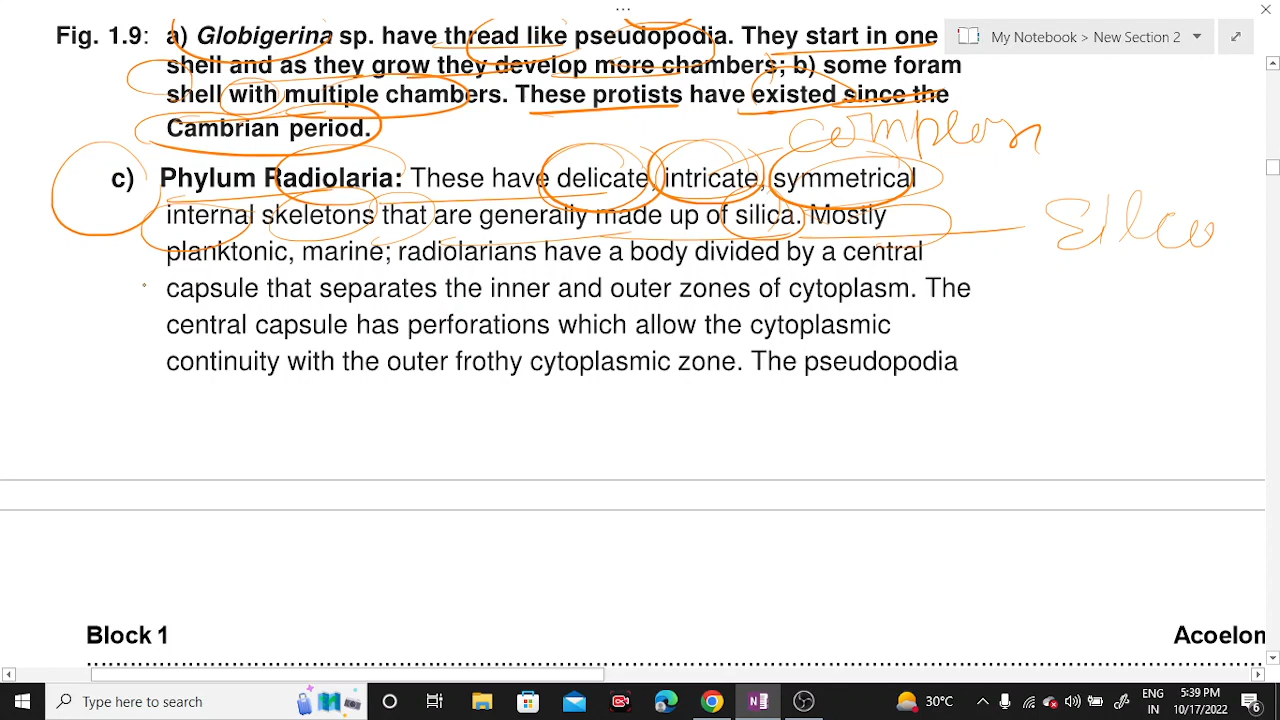 ...
Fig. 1.9: a) Globigerina sp. have thread like pseudopodia. They start in one
My Notebook > New Section 2
shell and as they grow they develop more chambers; b) some foram
shell with multiple chambers. These protists have existed since the
Cambrian period.
complex
c) Phylum Radiolaria: These have delicate, intricate, symmetrical
internal skeletons that are generally made up of silica. Mostly
planktonic, marine; radiolarians have a body divided by a central
capsule that separates the inner and outer zones of cytoplasm. The
central capsule has perforations which allow the cytoplasmic
continuity with the outer frothy cytoplasmic zone. The pseudopodia
Block 1
Acoelom
Type here to search
30°C
ENG
IN
5:39 PM
10/17/2022
6